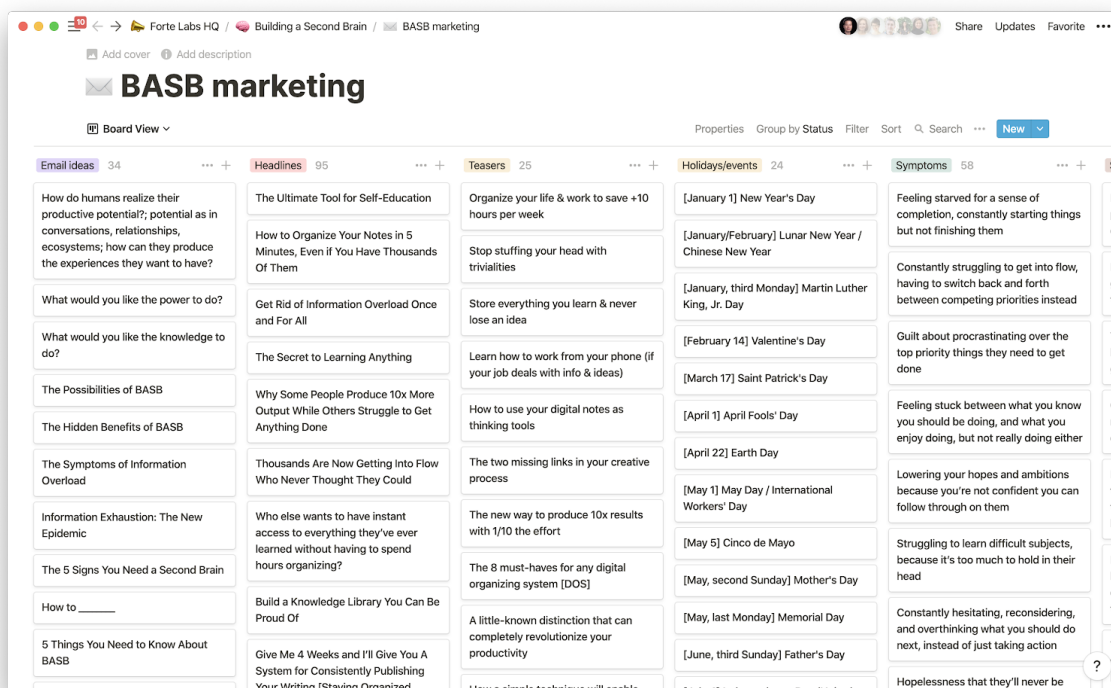 10
Forte Labs HQ / Building a Second Brain / BASB marketing
Share Updates Favorite •••
Add cover Add description
BASB marketing
Board View
Properties Group by Status Filter Sort Search ••• New
Email ideas 34
How do humans realize their
productive potential?; potential as in
conversations, relationships,
ecosystems; how can they produce
the experiences they want to have?
What would you like the power to do?
What would you like the knowledge to
do?
The Possibilities of BASB
The Hidden Benefits of BASB
The Symptoms of Information
Overload
Information Exhaustion: The New
Epidemic
The 5 Signs You Need a Second Brain
How to ______
5 Things You Need to Know About
BASB
Headlines 95
The Ultimate Tool for Self-Education
How to Organize Your Notes in 5
Minutes, Even if You Have Thousands
Of Them
Get Rid of Information Overload Once
and For All
The Secret to Learning Anything
Why Some People Produce 10x More
Output While Others Struggle to Get
Anything Done
Thousands Are Now Getting Into Flow
Who Never Thought They Could
Who else wants to have instant
access to everything they've ever
learned without having to spend
hours organizing?
Build a Knowledge Library You Can Be
Proud Of
Give Me 4 Weeks and I'll Give You A
System for Consistently Publishing
Your Writing [Staying Organized
Teasers 25
Organize your life & work to save +10
hours per week
Stop stuffing your head with
trivialities
Store everything you learn & never
lose an idea
Learn how to work from your phone (if
your job deals with info & ideas)
How to use your digital notes as
thinking tools
The two missing links in your creative
process
The new way to produce 10x results
with 1/10 the effort
The 8 must-haves for any digital
organizing system [DOS]
A little-known distinction that can
completely revolutionize your
productivity
How a simple technique will enable
Holidays/events 24
[January 1] New Year's Day
[January/February] Lunar New Year /
Chinese New Year
[January, third Monday] Martin Luther
King, Jr. Day
[February 14] Valentine's Day
[March 17] Saint Patrick's Day
[April 1] April Fools' Day
[April 22] Earth Day
[May 1] May Day / International
Workers' Day
[May 5] Cinco de Mayo
[May, second Sunday] Mother's Day
[May, last Monday] Memorial Day
[June, third Sunday] Father's Day
Symptoms 58
Feeling starved for a sense of
completion, constantly starting things
but not finishing them
Constantly struggling to get into flow,
having to switch back and forth
between competing priorities instead
Guilt about procrastinating over the
top priority things they need to get
done
Feeling stuck between what you know
you should be doing, and what you
enjoy doing, but not really doing either
Lowering your hopes and ambitions
because you're not confident you can
follow through on them
Struggling to learn difficult subjects,
because it's too much to hold in their
head
Constantly hesitating, reconsidering,
and overthinking what you should do
next, instead of just taking action
Hopelessness that they'll never be
?